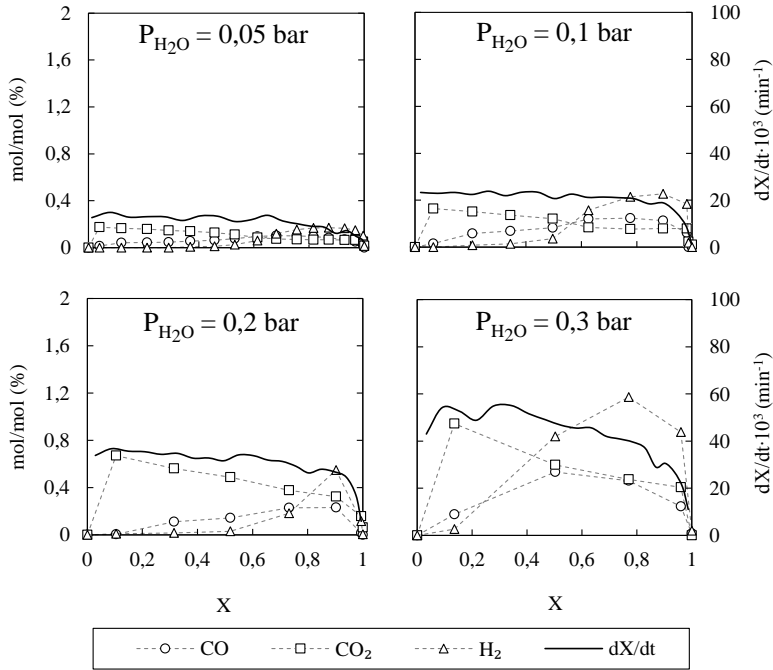 P_H₂O = 0,05 bar
P_H₂O = 0,1 bar
mol/mol (%)
2
1,6
1,2
0,8
0,4
0
100
80
60
40
20
0
dX/dt·10³ (min⁻¹)
P_H₂O = 0,2 bar
P_H₂O = 0,3 bar
mol/mol (%)
2
1,6
1,2
0,8
0,4
0
100
80
60
40
20
0
dX/dt·10³ (min⁻¹)
0 0,2 0,4 0,6 0,8 1
0 0,2 0,4 0,6 0,8 1
X
X
CO CO₂ H₂ dX/dt